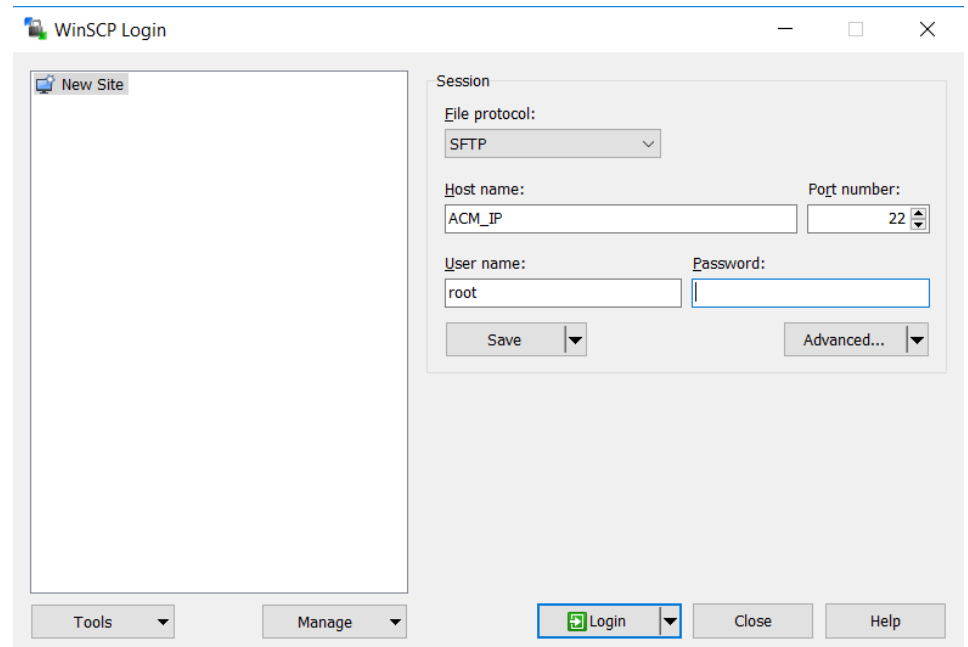 WinSCP Login
New Site
Session
File protocol:
SFTP
Host name:
Port number:
ACM_IP
22
User name:
Password:
root
Save
Advanced...
Tools
Manage
Login
Close
Help